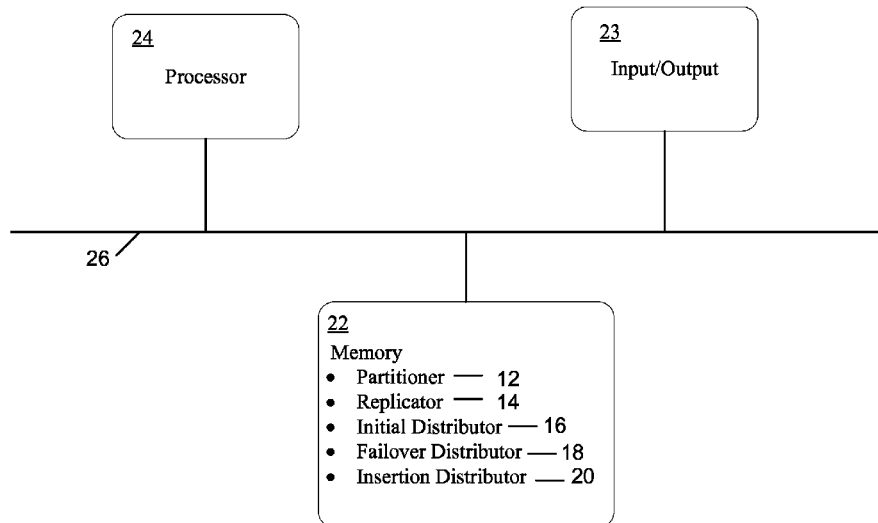 24
Processor
23
Input/Output
26
22
Memory
• Partitioner 12
• Replicator 14
• Initial Distributor 16
• Failover Distributor 18
• Insertion Distributor 20